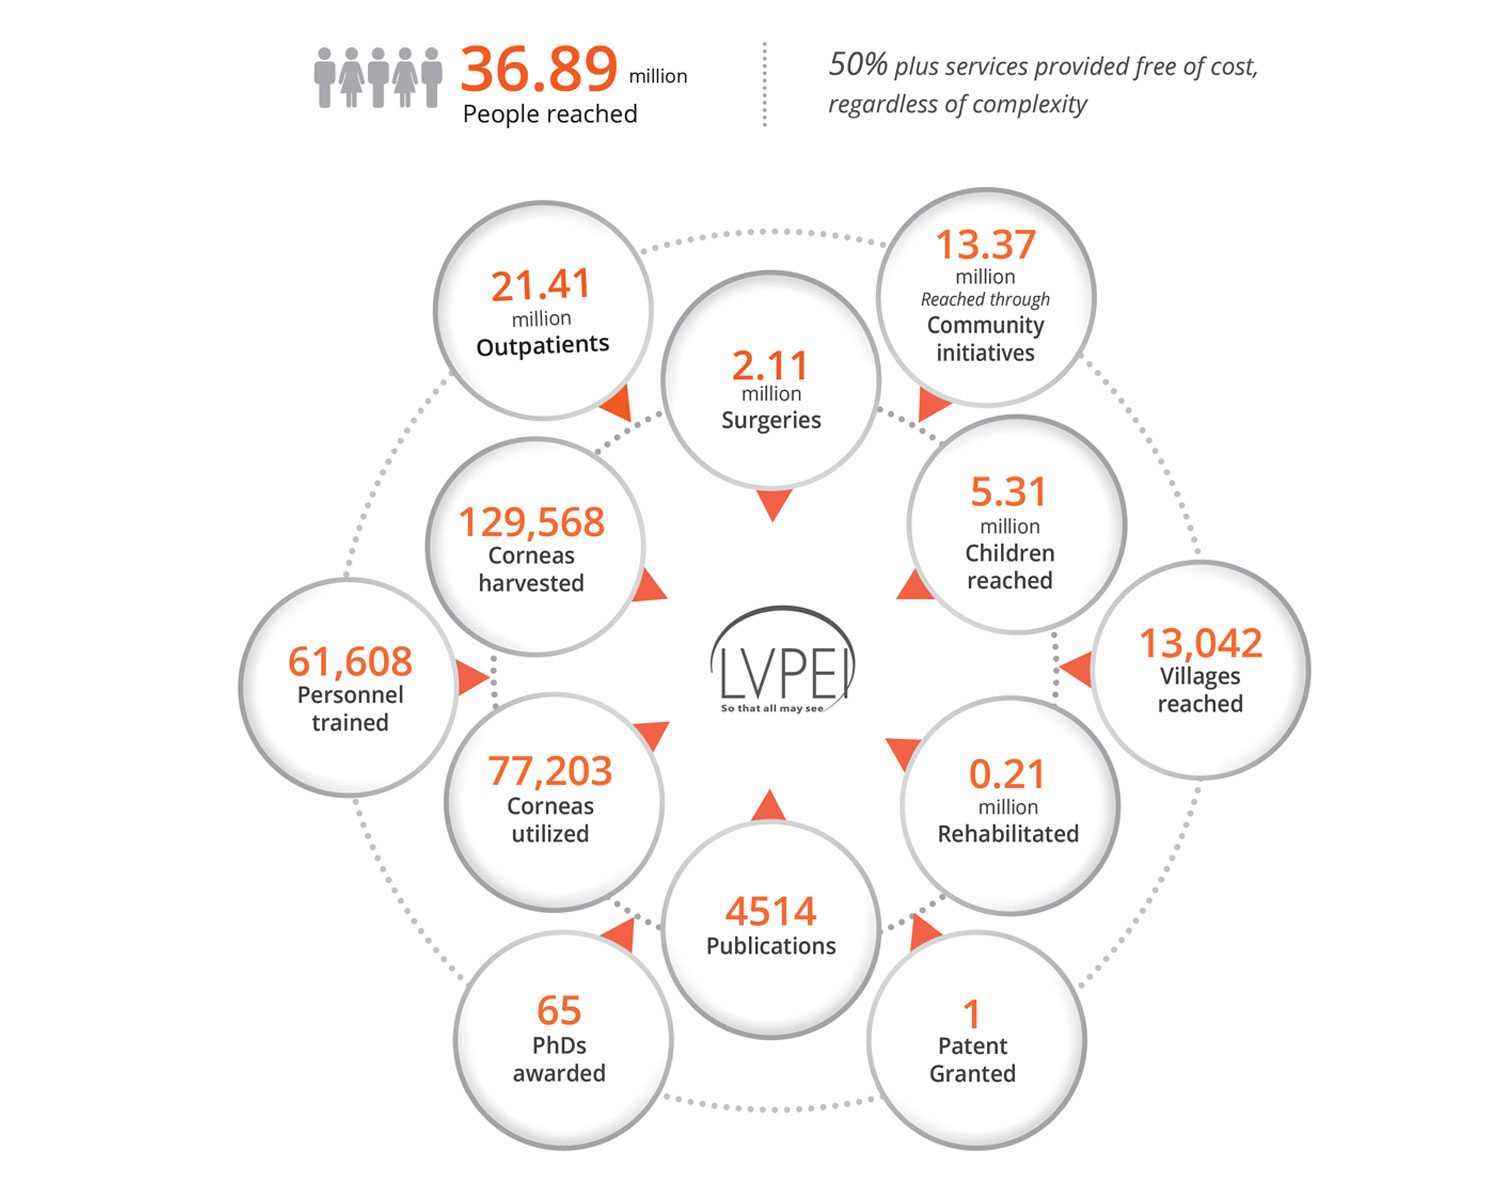 36.89 million
People reached
50% plus services provided free of cost,
regardless of complexity
21.41
million
Outpatients
2.11
million
Surgeries
13.37
million
Reached through
Community
initiatives
129,568
Corneas
harvested
5.31
million
Children
reached
61,608
Personnel
trained
LVPEI
So that all may see
13,042
Villages
reached
77,203
Corneas
utilized
0.21
million
Rehabilitated
4514
Publications
65
PhDs
awarded
1
Patent
Granted